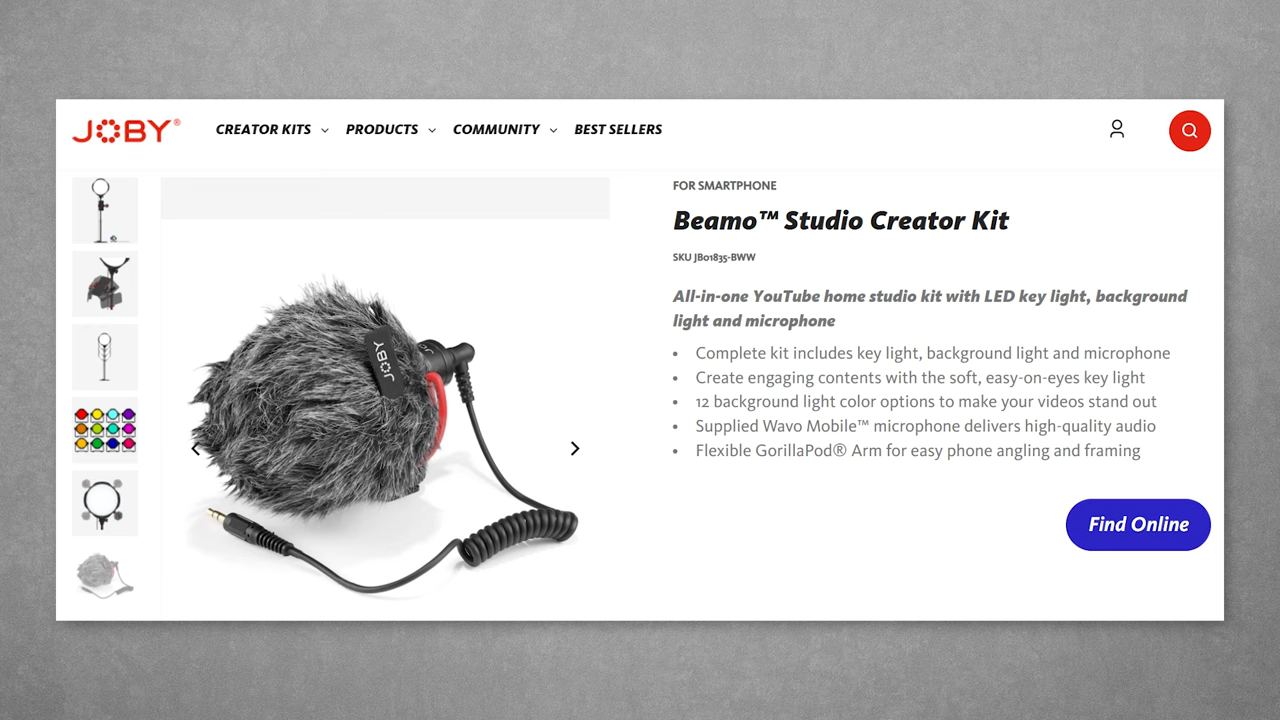 JOBY®
CREATOR KITS
PRODUCTS
COMMUNITY
BEST SELLERS
FOR SMARTPHONE
Beamo™ Studio Creator Kit
SKU JB01835-BWW
All-in-one YouTube home studio kit with LED key light, background
light and microphone
• Complete kit includes key light, background light and microphone
• Create engaging contents with the soft, easy-on-eyes key light
• 12 background light color options to make your videos stand out
• Supplied Wavo Mobile™ microphone delivers high-quality audio
• Flexible GorillaPod® Arm for easy phone angling and framing
JOBY
Find Online